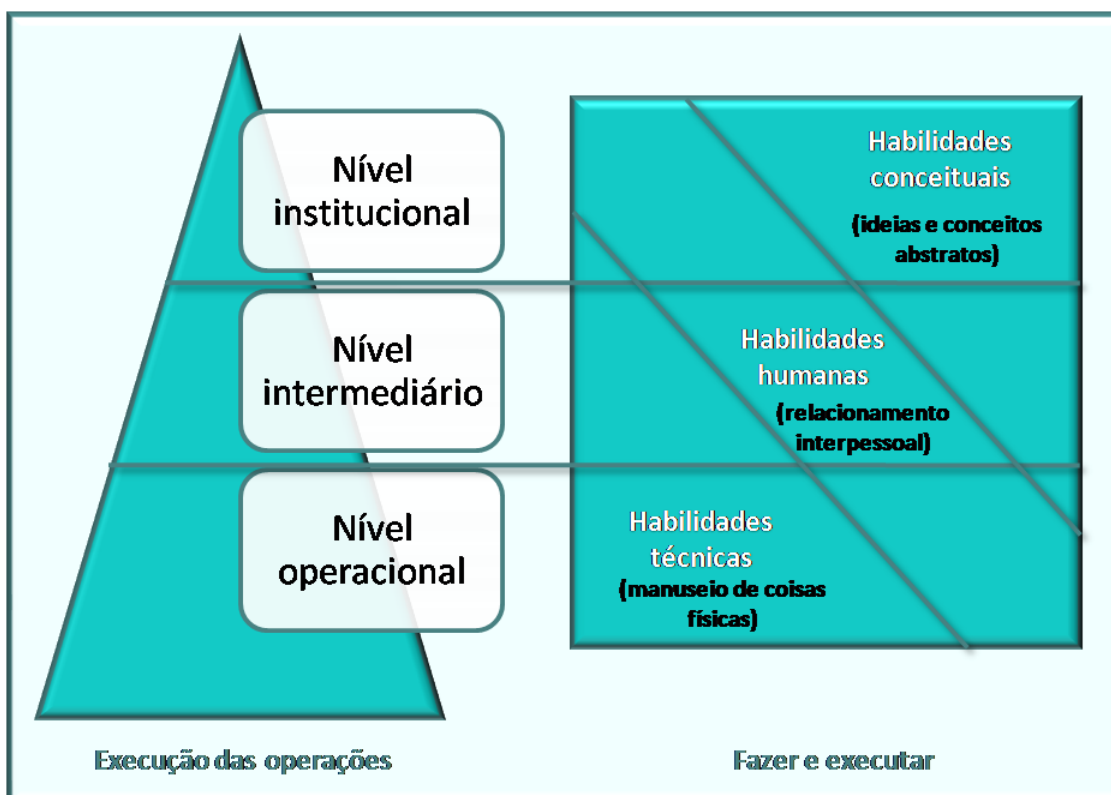 Nível
institucional
Habilidades
conceituais
(ideias e conceitos
abstratos)
Nível
intermediário
Habilidades
humanas
(relacionamento
interpessoal)
Nível
operacional
Habilidades
técnicas
(manuseio de coisas
físicas)
Execução das operações
Fazer e executar